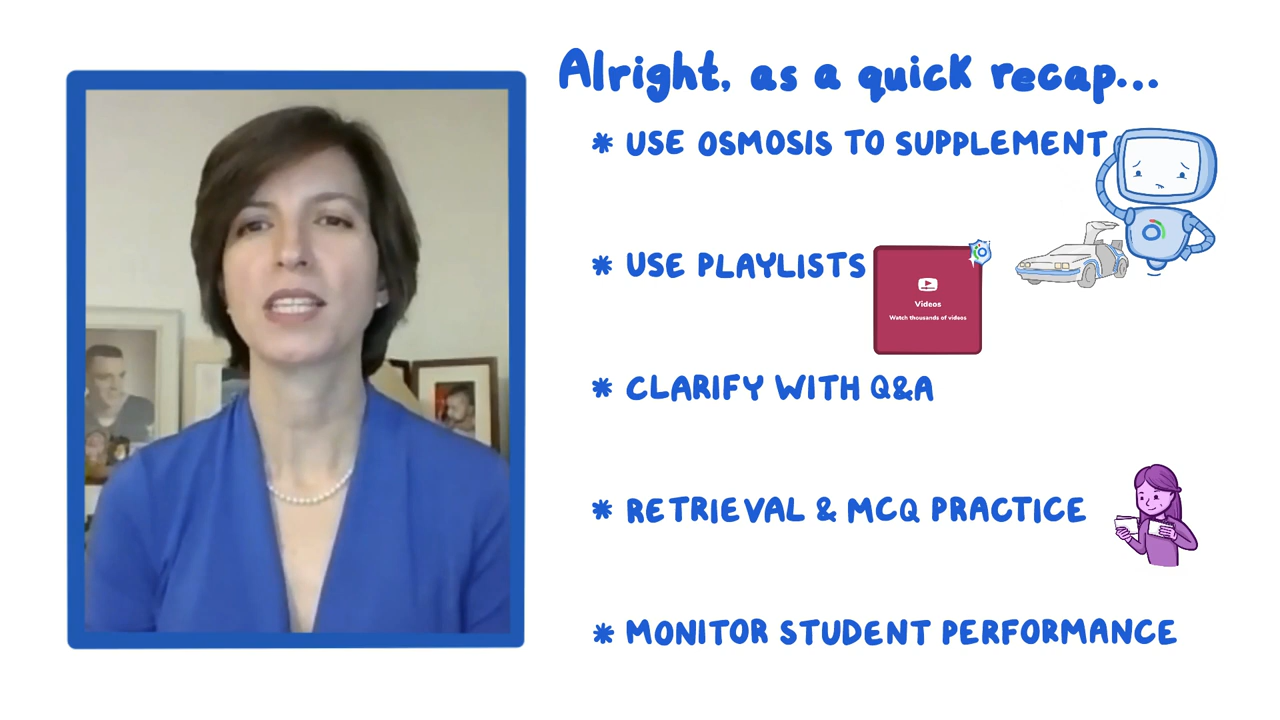 Alright, as a quick recap...
* USE OSMOSIS TO SUPPLEMENT
* USE PLAYLISTS
Videos
Watch thousands of videos
* CLARIFY WITH Q&A
* RETRIEVAL & MCQ PRACTICE
* MONITOR STUDENT PERFORMANCE